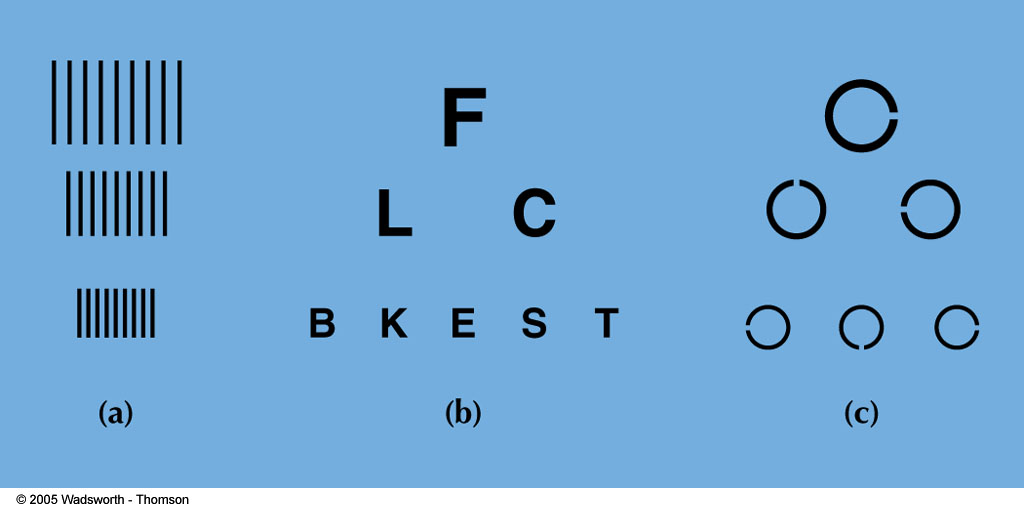 F
L C
B K E S T
(a) (b) (c)
© 2005 Wadsworth - Thomson